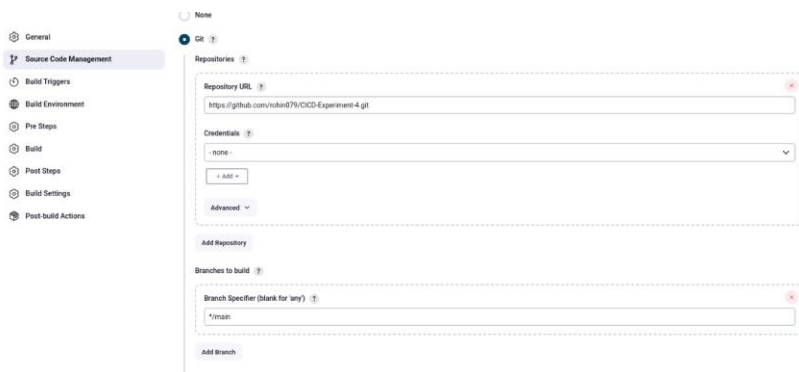 None
General
Git ?
Source Code Management
Repositories ?
Build Triggers
Repository URL ?
Build Environment
https://github.com/rohin079/CICD-Experiment-4.git
Pre Steps
Credentials ?
Build
- none -
Post Steps
+ Add
Build Settings
Advanced
Post-build Actions
Add Repository
Branches to build ?
Branch Specifier (blank for 'any') ?
*/main
Add Branch